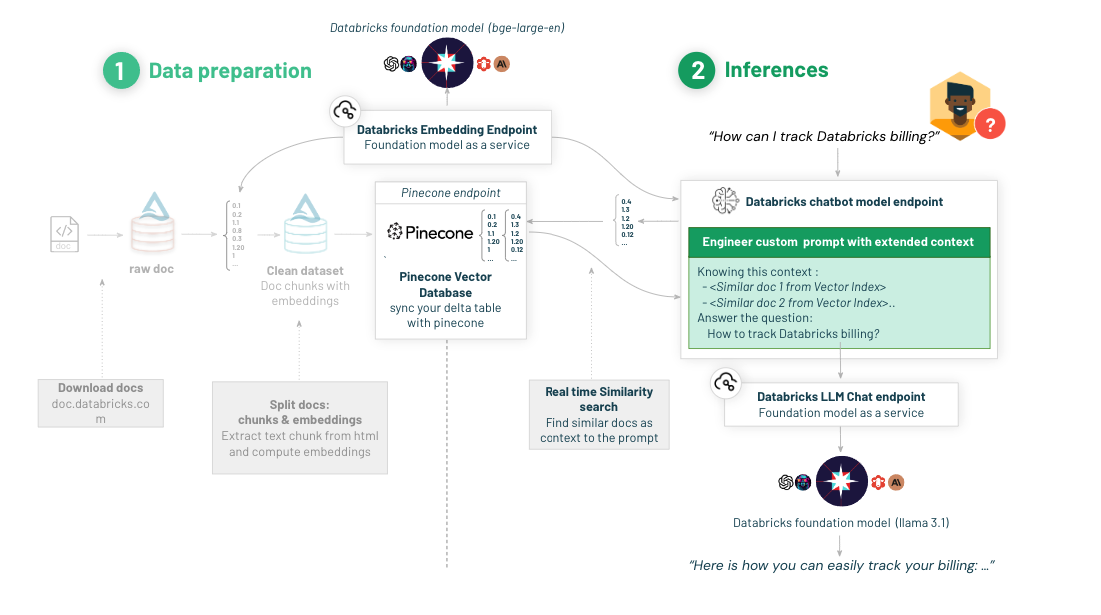 Databricks foundation model (bge-large-en)
1 Data preparation
2 Inferences
Databricks Embedding Endpoint
Foundation model as a service
?
“How can I track Databricks billing?”
Pinecone endpoint
Pinecone
0.1
0.2
1.1
1.20
1
...
0.4
1.3
1.2
1.20
0.12
...
Pinecone Vector
Database
sync your delta table
with pinecone
doc
raw doc
0.1
0.2
1.1
0.8
0.3
1.20
1
...
Clean dataset
Doc chunks with
embeddings
Download docs
doc.databricks.co
m
Split docs:
chunks & embeddings
Extract text chunk from html
and compute embeddings
0.4
1.3
1.2
1.20
0.12
...
Real time Similarity
search
Find similar docs as
context to the prompt
Databricks chatbot model endpoint
Engineer custom prompt with extended context
Knowing this context :
- <Similar doc 1 from Vector Index>
- <Similar doc 2 from Vector Index>..
Answer the question:
How to track Databricks billing?
Databricks LLM Chat endpoint
Foundation model as a service
Databricks foundation model (llama 3.1)
“Here is how you can easily track your billing: ...”